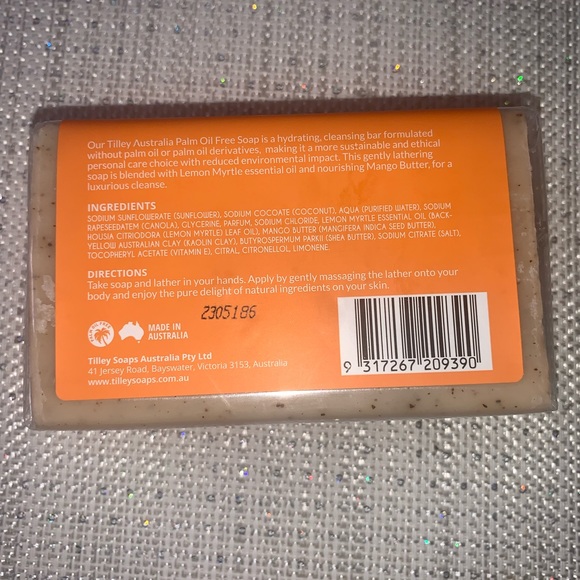 Our Tilley Australia Palm Oil Free Soap is a hydrating, cleansing bar formulated
without palm oil or palm oil derivatives, making it a more sustainable and ethical
personal care choice with reduced environmental impact. This gently lathering
soap is blended with Lemon Myrtle essential oil and nourishing Mango Butter, for a
luxurious cleanse.
INGREDIENTS
SODIUM SUNFLOWERATE (SUNFLOWER), SODIUM COCOATE (COCONUT), AQUA (PURIFIED WATER), SODIUM
RAPESEEDATEM (CANOLA), GLYCERINE, PARFUM, SODIUM CHLORIDE, LEMON MYRTLE ESSENTIAL OIL (BACK-
HOUSIA CITRIODORA (LEMON MYRTLE) LEAF OIL), MANGO BUTTER (MANGIFERA INDICA SEED BUTTER),
YELLOW AUSTRALIAN CLAY (KAOLIN CLAY), BUTYROSPERMUM PARKII (SHEA BUTTER), SODIUM CITRATE (SALT),
TOCOPHERYL ACETATE (VITAMIN E), CITRAL, CITRONELLOL, LIMONENE.
DIRECTIONS
Take soap and lather in your hands. Apply by gently massaging the lather onto your
body and enjoy the pure delight of natural ingredients on your skin.
2305186
MADE IN
AUSTRALIA
Tilley Soaps Australia Pty Ltd
41 Jersey Road, Bayswater, Victoria 3153, Australia
www.tilleysoaps.com.au
9 317267 209390